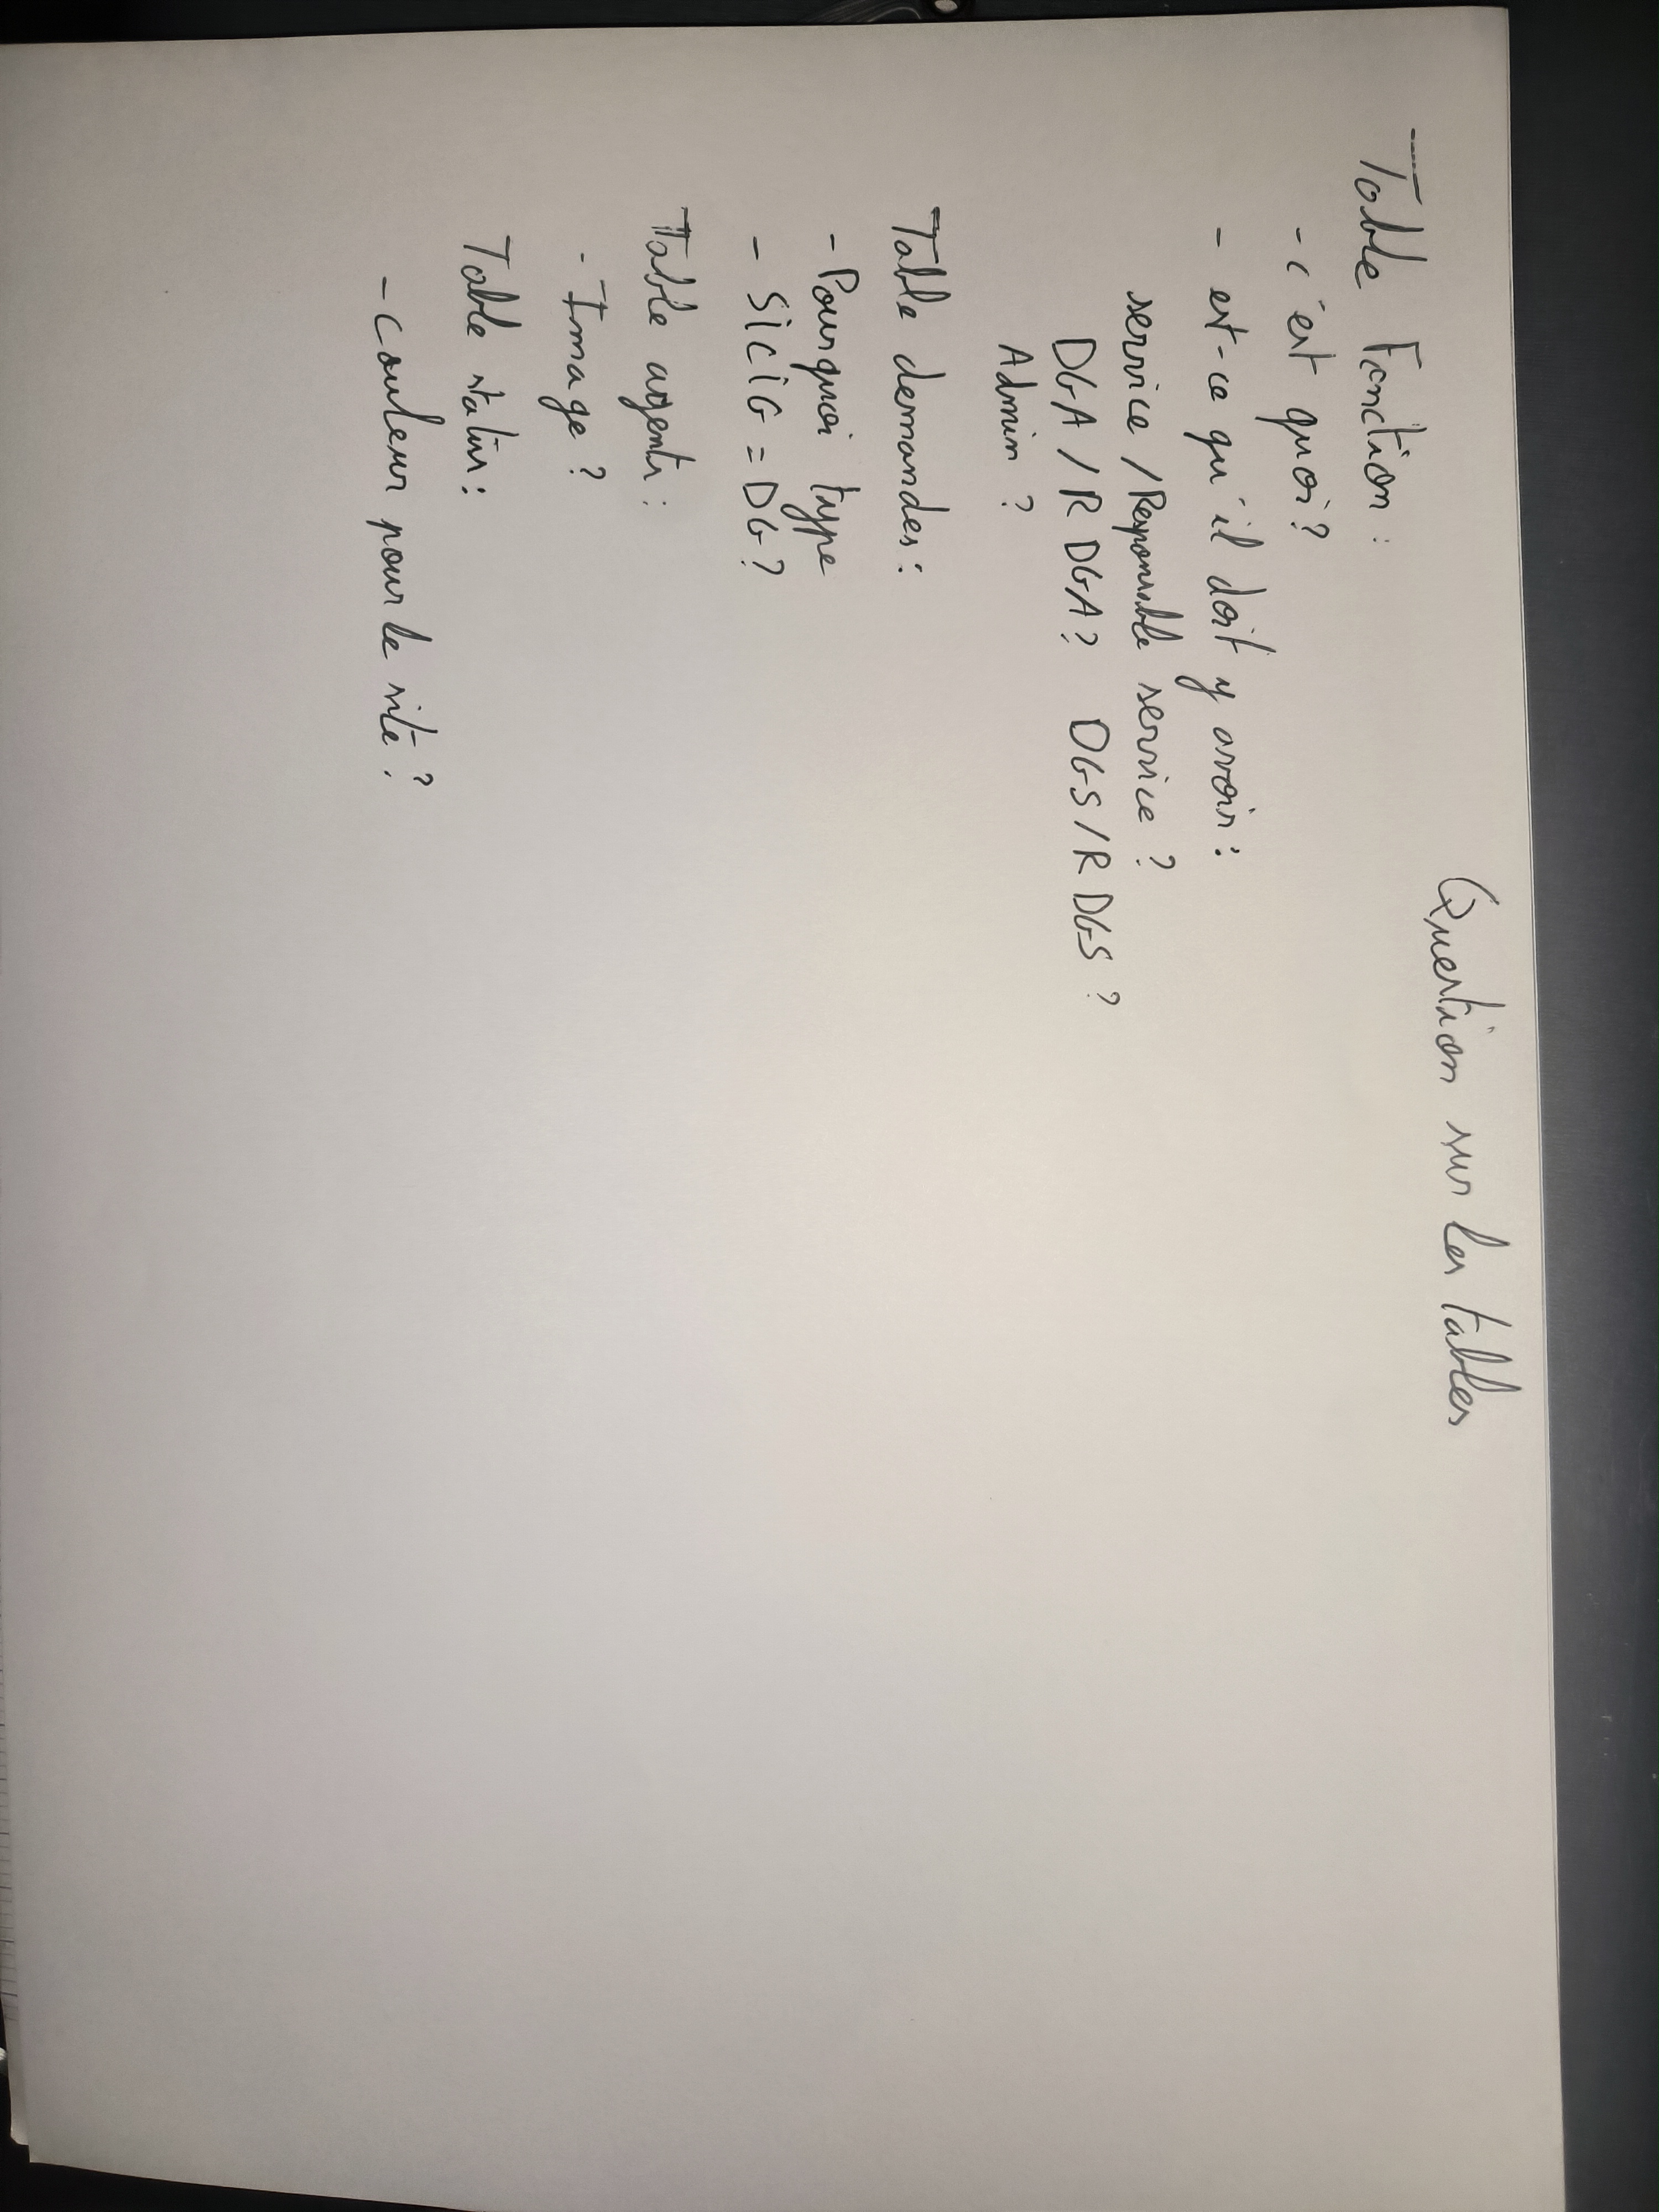 Question sur les tables
Table Fonction :
- c'est quoi ?
- est-ce qu'il doit y avoir :
service / Responsable service ?
DGA / R DGA ? DGS / R DGS ?
Admin ?
Table demandes :
- Pourquoi type
- SICIG = DG ?
Table agents :
- Image ?
Table status :
- couleur pour le site ?